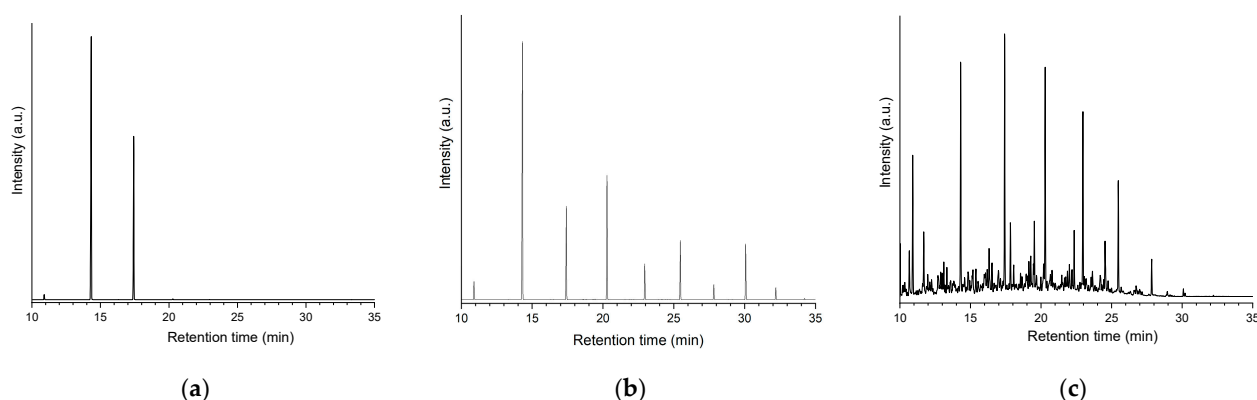 Intensity (a.u.)
10 15 20 25 30 35
Retention time (min)
(a)
Intensity (a.u.)
10 15 20 25 30 35
Retention time (min)
(b)
Intensity (a.u.)
10 15 20 25 30 35
Retention time (min)
(c)